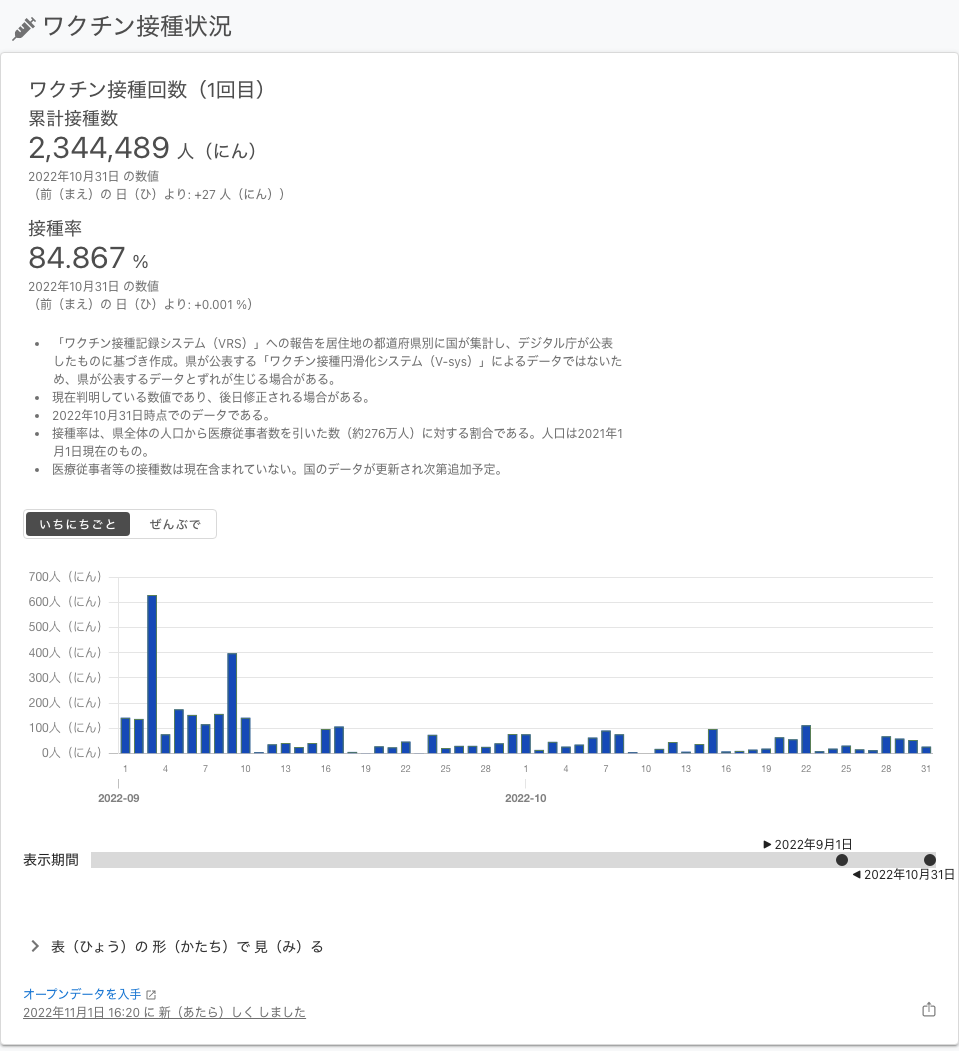 ワクチン接種状況
ワクチン接種回数（1回目）
累計接種数
2,344,489 人（にん）
2022年10月31日 の数値
（前（まえ）の 日（ひ）より: +27 人（にん））
接種率
84.867 %
2022年10月31日 の数値
（前（まえ）の 日（ひ）より: +0.001 %）
• 「ワクチン接種記録システム（VRS）」への報告を居住地の都道府県別に国が集計し、デジタル庁が公表
したものに基づき作成。県が公表する「ワクチン接種円滑化システム（V-sys）」によるデータではないた
め、県が公表するデータとずれが生じる場合がある。
• 現在判明している数値であり、後日修正される場合がある。
• 2022年10月31日時点でのデータである。
• 接種率は、県全体の人口から医療従事者数を引いた数（約276万人）に対する割合である。人口は2021年1
月1日現在のもの。
• 医療従事者等の接種数は現在含まれていない。国のデータが更新され次第追加予定。
いちにちごと ぜんぶで
700人（にん）
600人（にん）
500人（にん）
400人（にん）
300人（にん）
200人（にん）
100人（にん）
0人（にん）
1 4 7 10 13 16 19 22 25 28 1 4 7 10 13 16 19 22 25 28 31
2022-09 2022-10
▶ 2022年9月1日
表示期間
◀ 2022年10月31日
表（ひょう）の 形（かたち）で 見（み）る
オープンデータを入手
2022年11月1日 16:20 に 新（あたら）しく しました